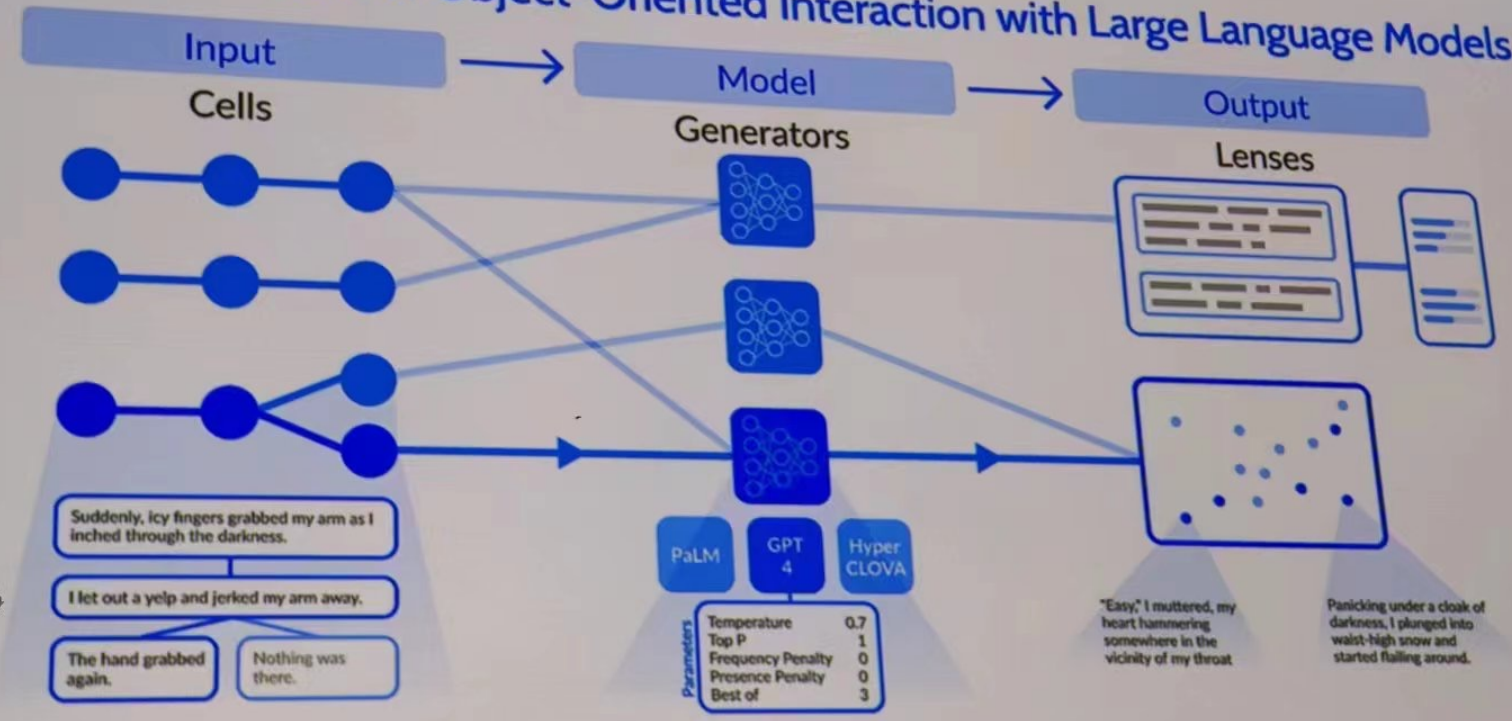 Oriented Interaction with Large Language Models
Input
Model
Output
Cells
Generators
Lenses
Suddenly, icy fingers grabbed my arm as I
inched through the darkness.
I let out a yelp and jerked my arm away.
The hand grabbed
again.
Nothing was
there.
PaLM
GPT
4
Hyper
CLOVA
Parameters
Temperature 0.7
Top P 1
Frequency Penalty 0
Presence Penalty 0
Best of 3
"Easy," I muttered, my
heart hammering
somewhere in the
vicinity of my throat
Panicking under a cloak of
darkness, I plunged into
waist-high snow and
started flailing around.